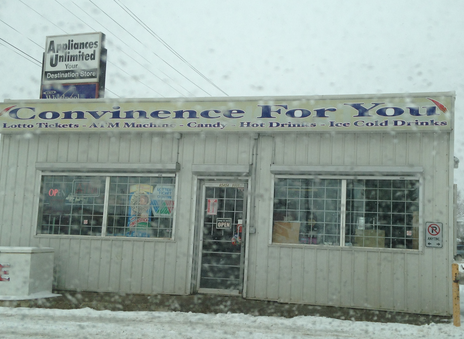 Appliances
Unlimited
Your
Destination Store
Convinence For You
Lotto Tickets - ATM Machine - Candy Hot Drinks - Ice Cold Drinks
OPEN